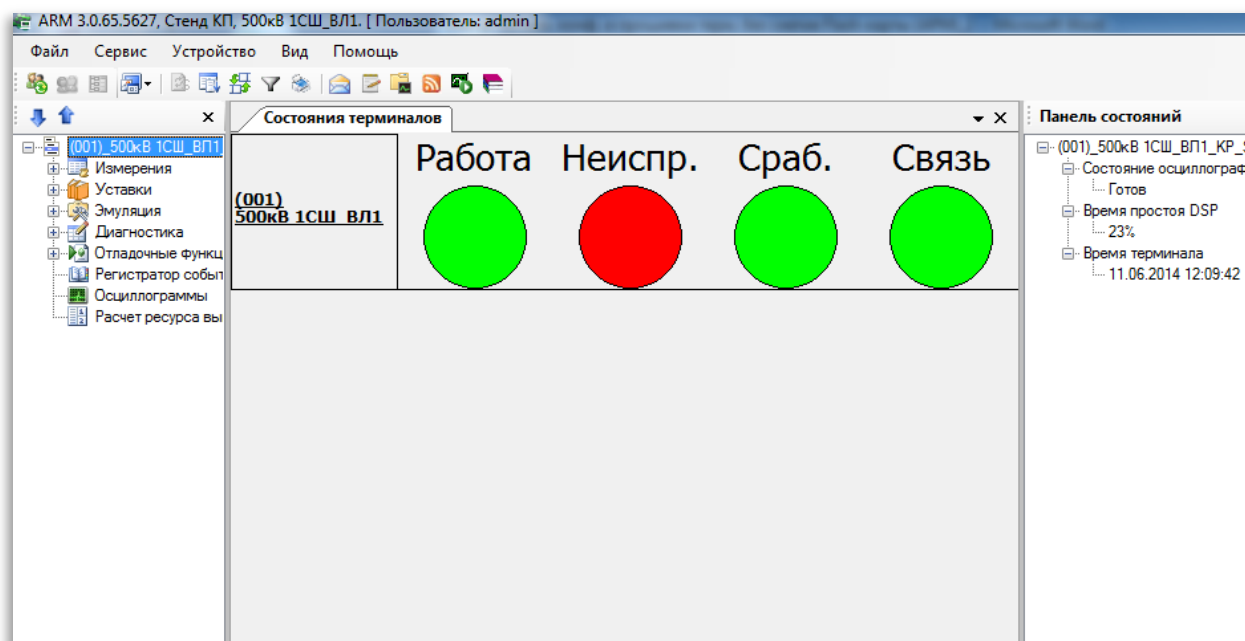 ARM 3.0.65.5627, Стенд КП, 500кВ 1СШ_ВЛ1. [ Пользователь: admin ]
Файл Сервис Устройство Вид Помощь
Состояния терминалов
Панель состояний
(001)_500кВ 1СШ_ВЛ1
Измерения
Уставки
Эмуляция
Диагностика
Отладочные функц
Регистратор событ
Осциллограммы
Расчет ресурса вы
(001)
500кВ 1СШ_ВЛ1
Работа Неиспр. Сраб. Связь
(001)_500кВ 1СШ_ВЛ1_КР_
Состояние осциллограф
Готов
Время простоя DSP
23%
Время терминала
11.06.2014 12:09:42